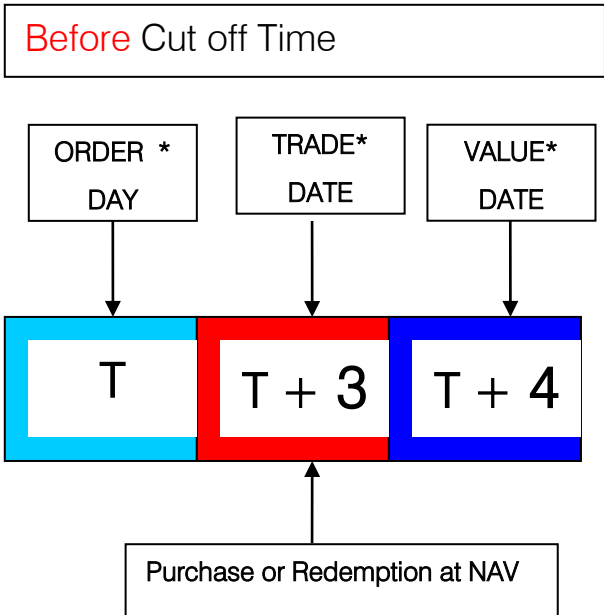 Before Cut off Time
ORDER *
DAY
TRADE*
DATE
VALUE*
DATE
T
T + 3
T + 4
Purchase or Redemption at NAV